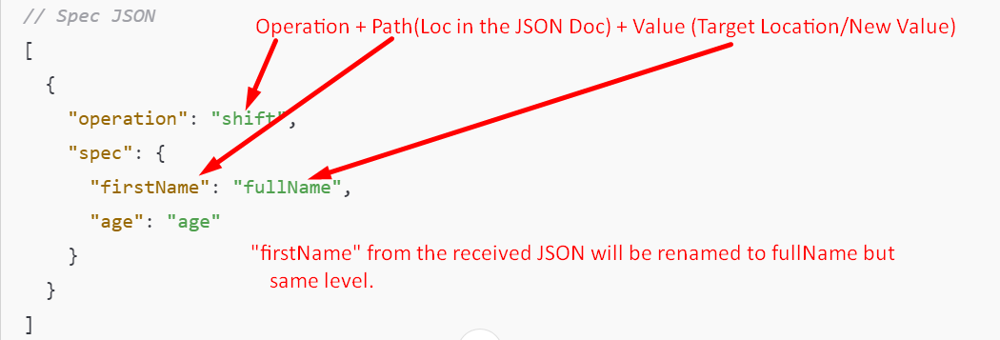 // Spec JSON
Operation + Path(Loc in the JSON Doc) + Value (Target Location/New Value)
[
{
"operation": "shift",
"spec": {
"firstName": "fullName",
"age": "age"
}
"firstName" from the received JSON will be renamed to fullName but
same level.
}
]